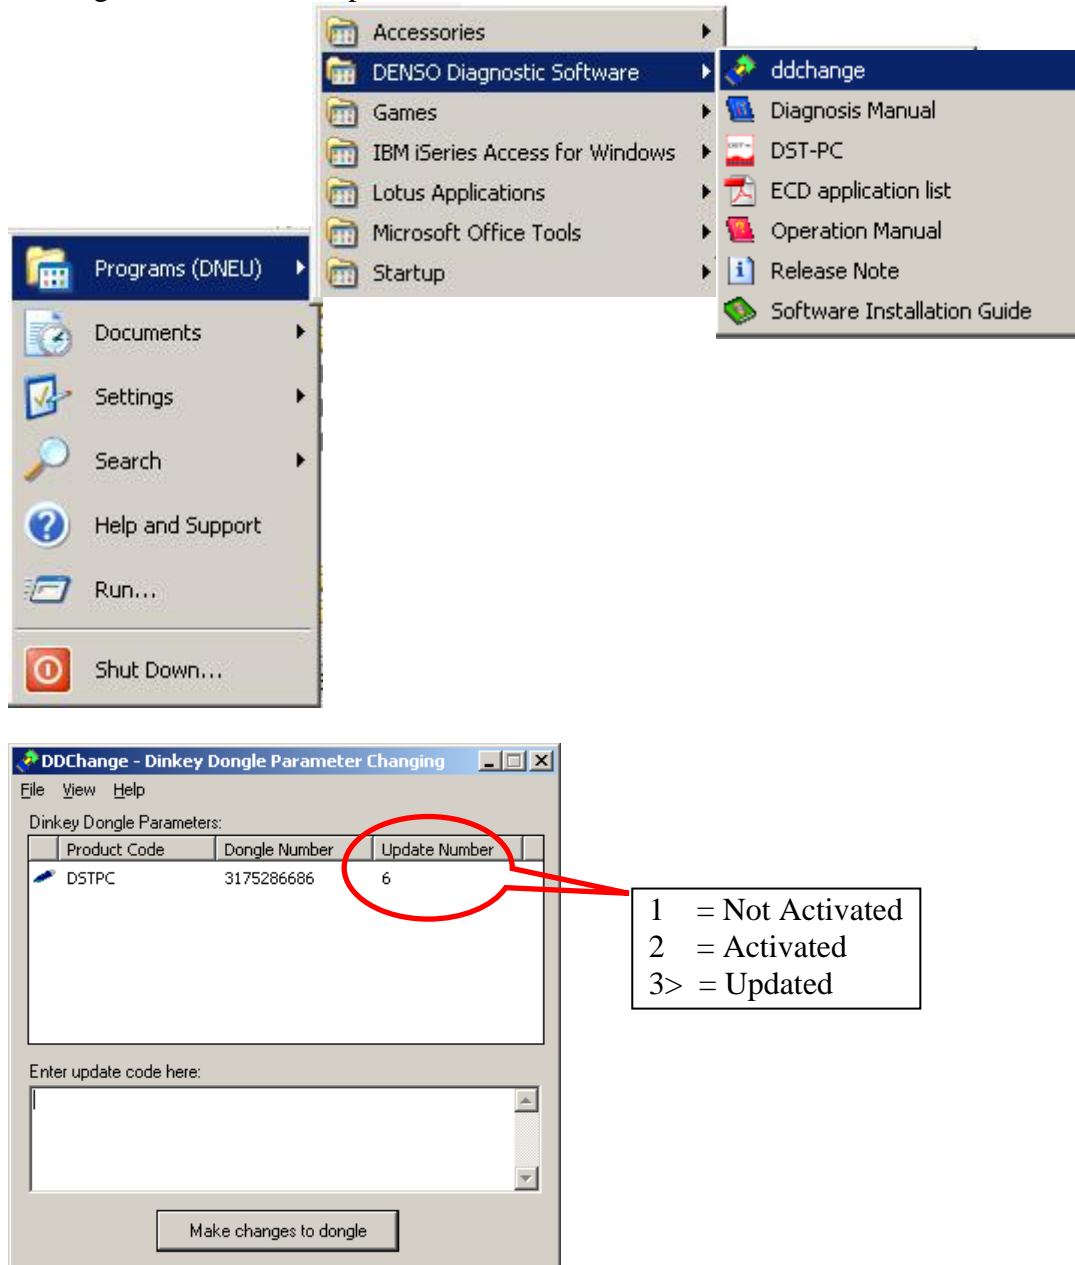 Accessories
DENSO Diagnostic Software
Games
IBM iSeries Access for Windows
Lotus Applications
Microsoft Office Tools
Startup
ddchange
Diagnosis Manual
DST-PC
ECD application list
Operation Manual
Release Note
Software Installation Guide
Programs (DNEU)
Documents
Settings
Search
Help and Support
Run...
Shut Down...
DDChange - Dinkey Dongle Parameter Changing
File View Help
Dinkey Dongle Parameters:
Product Code Dongle Number Update Number
DSTPC 3175286686 6
1 = Not Activated
2 = Activated
3> = Updated
Enter update code here:
Make changes to dongle